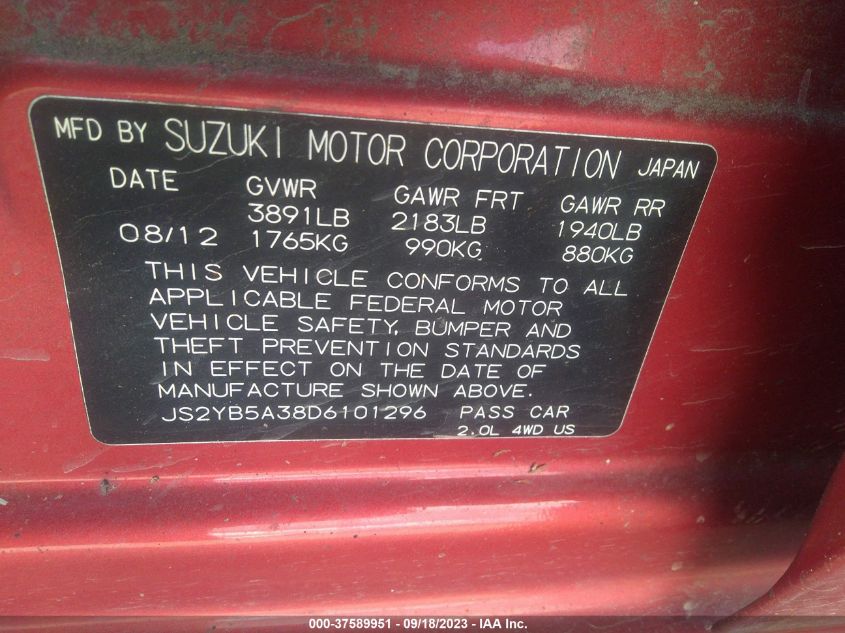 MFD BY SUZUKI MOTOR CORPORATION JAPAN
DATE GVWR GAWR FRT GAWR RR
3891LB 2183LB 1940LB
08/12 1765KG 990KG 880KG
THIS VEHICLE CONFORMS TO ALL
APPLICABLE FEDERAL MOTOR
VEHICLE SAFETY, BUMPER AND
THEFT PREVENTION STANDARDS
IN EFFECT ON THE DATE OF
MANUFACTURE SHOWN ABOVE.
JS2YB5A38D6101296 PASS CAR
2.0L 4WD US
000-37589951 - 09/18/2023 - IAA Inc.